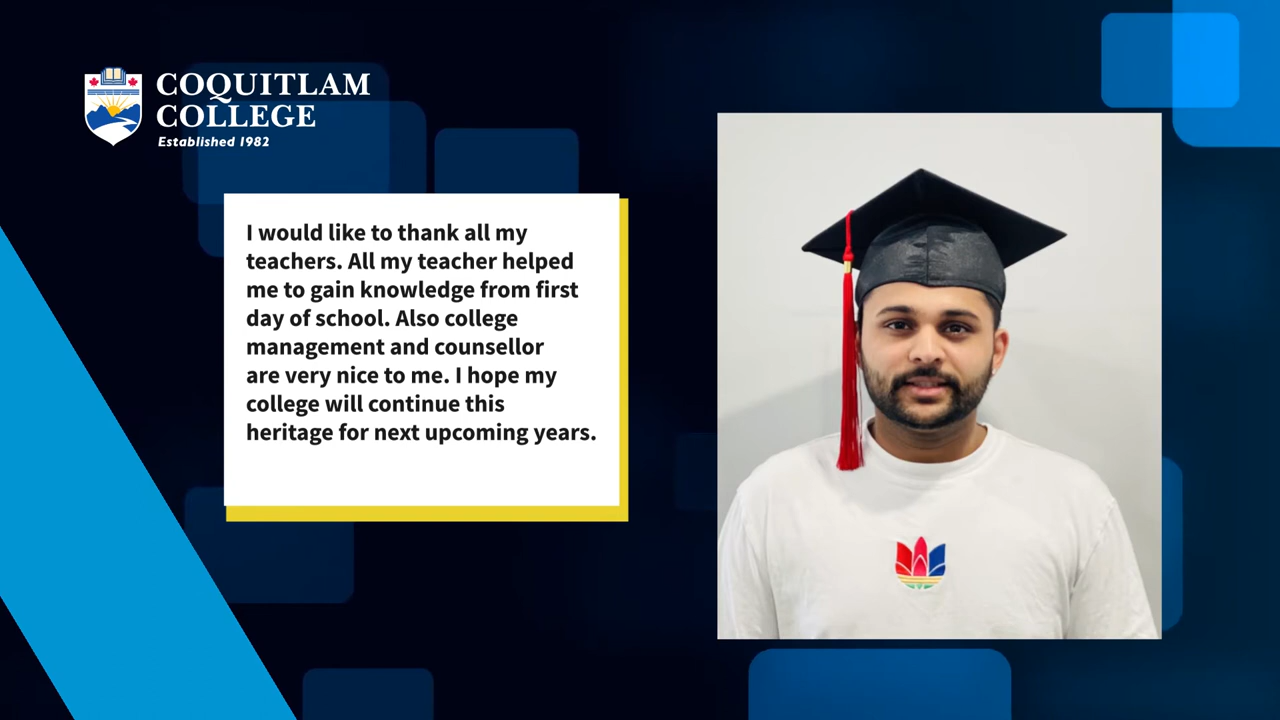 COQUITLAM
COLLEGE
Established 1982
I would like to thank all my
teachers. All my teacher helped
me to gain knowledge from first
day of school. Also college
management and counsellor
are very nice to me. I hope my
college will continue this
heritage for next upcoming years.